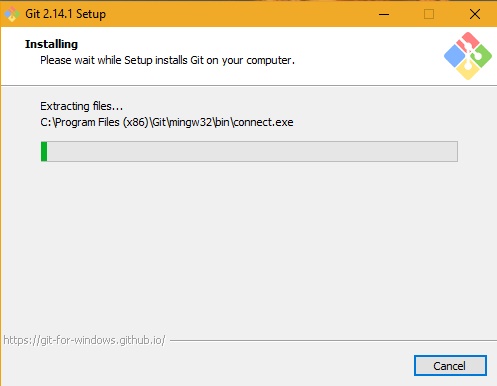 Git 2.14.1 Setup
Installing
Please wait while Setup installs Git on your computer.
Extracting files...
C:\Program Files (x86)\Git\mingw32\bin\connect.exe
https://git-for-windows.github.io/
Cancel